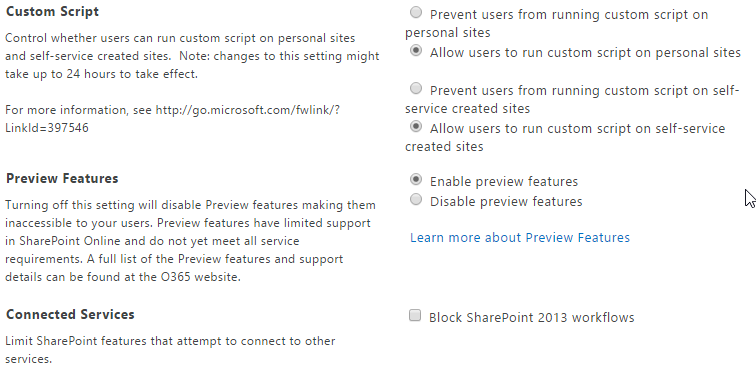 Custom Script
Control whether users can run custom script on personal sites
and self-service created sites.  Note: changes to this setting might
take up to 24 hours to take effect.
For more information, see http://go.microsoft.com/fwlink/?
LinkId=397546
Prevent users from running custom script on
personal sites
Allow users to run custom script on personal sites
Prevent users from running custom script on self-
service created sites
Allow users to run custom script on self-service
created sites
Preview Features
Turning off this setting will disable Preview features making them
inaccessible to your users. Preview features have limited support
in SharePoint Online and do not yet meet all service
requirements. A full list of the Preview features and support
details can be found at the O365 website.
Enable preview features
Disable preview features
Learn more about Preview Features
Connected Services
Limit SharePoint features that attempt to connect to other
services.
Block SharePoint 2013 workflows